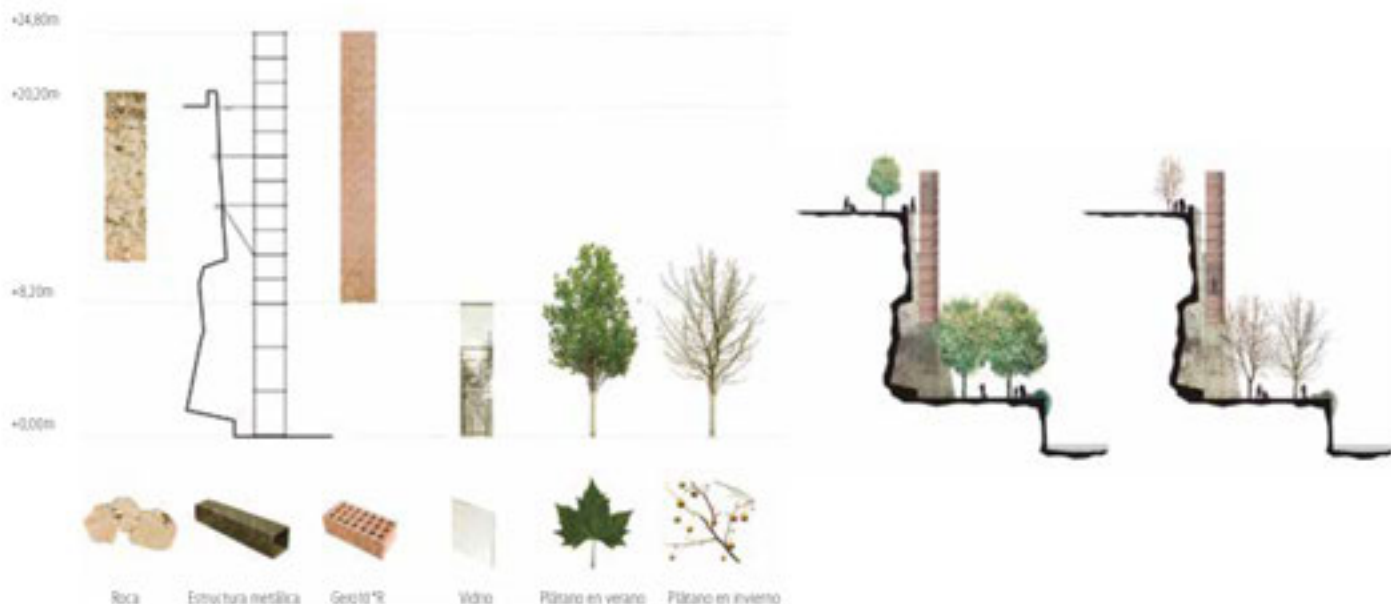 +24,80m
+20,20m
+8,20m
+0,00m
Roca
Estructura metálica
Vidrio
Plátano en verano
Plátano en invierno